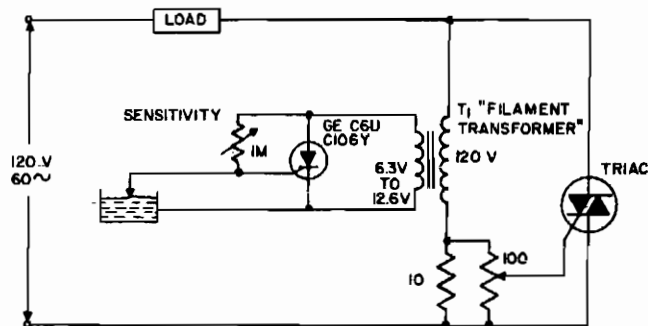 LOAD
SENSITIVITY
GE C6U
C106Y
1M
T1 "FILAMENT
TRANSFORMER"
120 V
6.3V
TO
12.6V
TRIAC
120 V
60~
10
100